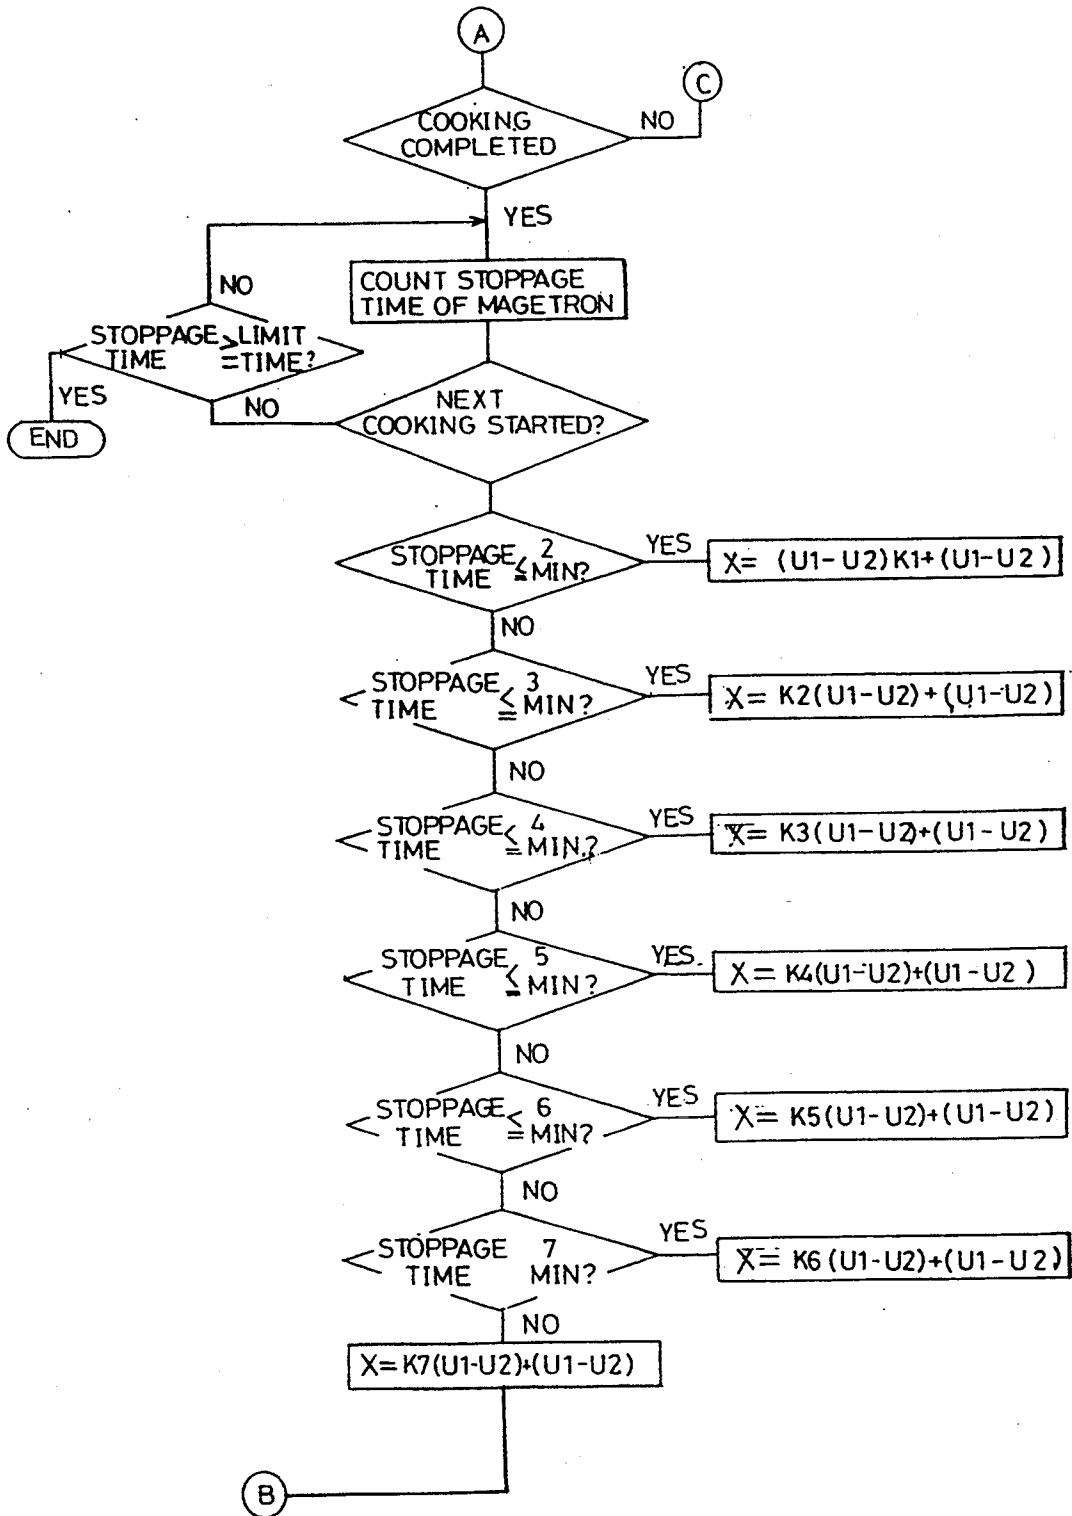 A
C
COOKING
COMPLETED
NO
YES
COUNT STOPPAGE
TIME OF MAGETRON
NO
STOPPAGE ≧ LIMIT
TIME TIME?
YES
END
NO
NEXT
COOKING STARTED?
STOPPAGE ≦ 2
TIME MIN?
YES
X= (U1-U2)K1+(U1-U2)
NO
STOPPAGE ≦ 3
TIME MIN?
YES
X= K2(U1-U2)+(U1-U2)
NO
STOPPAGE ≦ 4
TIME MIN.?
YES
X= K3(U1-U2)+(U1-U2)
NO
STOPPAGE ≦ 5
TIME MIN?
YES
X= K4(U1-U2)+(U1-U2)
NO
STOPPAGE ≦ 6
TIME MIN?
YES
X= K5(U1-U2)+(U1-U2)
NO
STOPPAGE 7
TIME MIN?
YES
X= K6(U1-U2)+(U1-U2)
NO
X=K7(U1-U2)+(U1-U2)
B